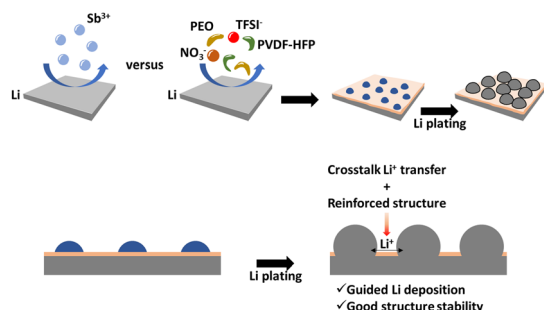 Sb³⁺
versus
PEO
TFSI⁻
PVDF-HFP
NO₃⁻
Li
Li
Li plating
Crosstalk Li⁺ transfer
+
Reinforced structure
Li⁺
Li plating
✓Guided Li deposition
✓Good structure stability